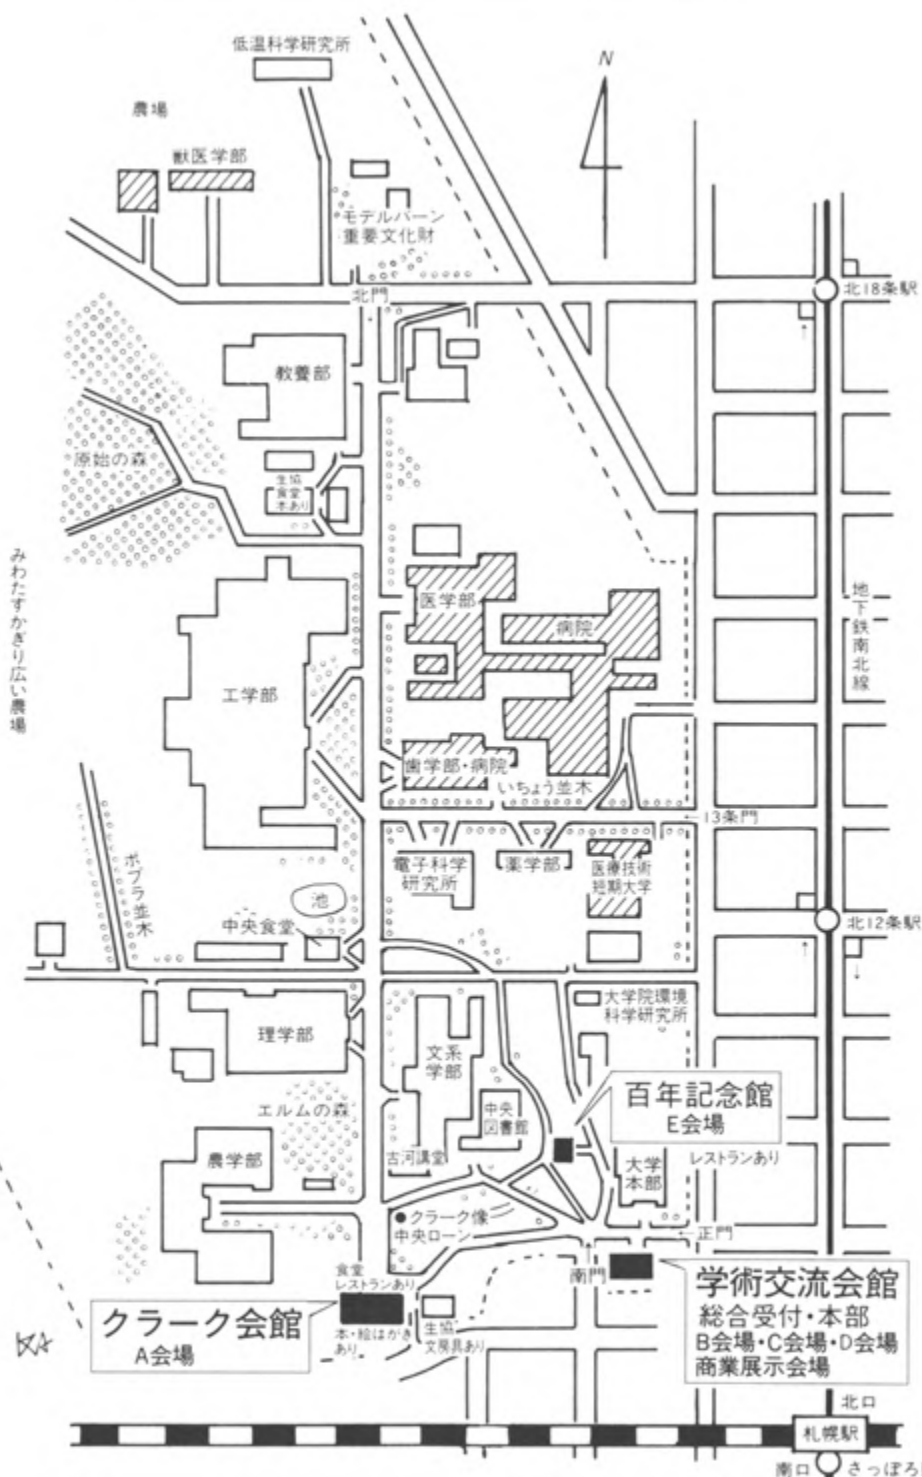 低温科学研究所
農場
N
獣医学部
モデルバーン
重要文化財
北門
北18条駅
教養部
原始の森
生協
食堂
本あり
みわたすかぎり広い農場
医学部
病院
地下鉄南北線
工学部
歯学部・病院
いちょう並木
←13条門
ポプラ並木
電子科学
研究所
薬学部
医療技術
短期大学
池
中央食堂
北12条駅
理学部
文系
学部
大学院環境
科学研究所
エルムの森
中央
図書館
百年記念館
E会場
農学部
古河講堂
大学
本部
レストランあり
クラーク像
中央ローン
←正門
南門
食堂
レストランあり
クラーク会館
A会場
本・絵はがき
あり
生協
文房具あり
学術交流会館
総合受付・本部
B会場・C会場・D会場
商業展示会場
北口
札幌駅
南口
さっぽろ